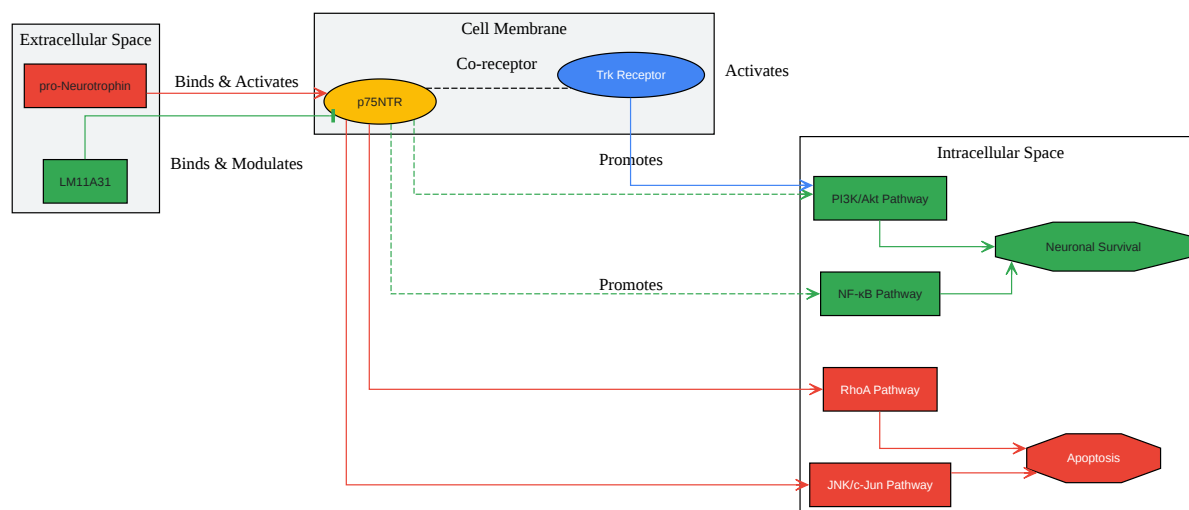 Cell Membrane
Extracellular Space
Co-receptor
Trk Receptor
Activates
pro-Neurotrophin
Binds & Activates
p75NTR
Binds & Modulates
Promotes
Intracellular Space
LM11A31
PI3K/Akt Pathway
Neuronal Survival
Promotes
NF-κB Pathway
RhoA Pathway
Apoptosis
JNK/c-Jun Pathway